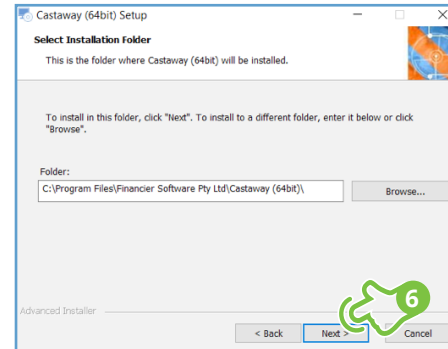 Castaway (64bit) Setup
Select Installation Folder
This is the folder where Castaway (64bit) will be installed.
To install in this folder, click "Next". To install to a different folder, enter it below or click
"Browse".
Folder:
C:\Program Files\Financier Software Pty Ltd\Castaway (64bit)\
Browse...
6
Advanced Installer
< Back
Next >
Cancel